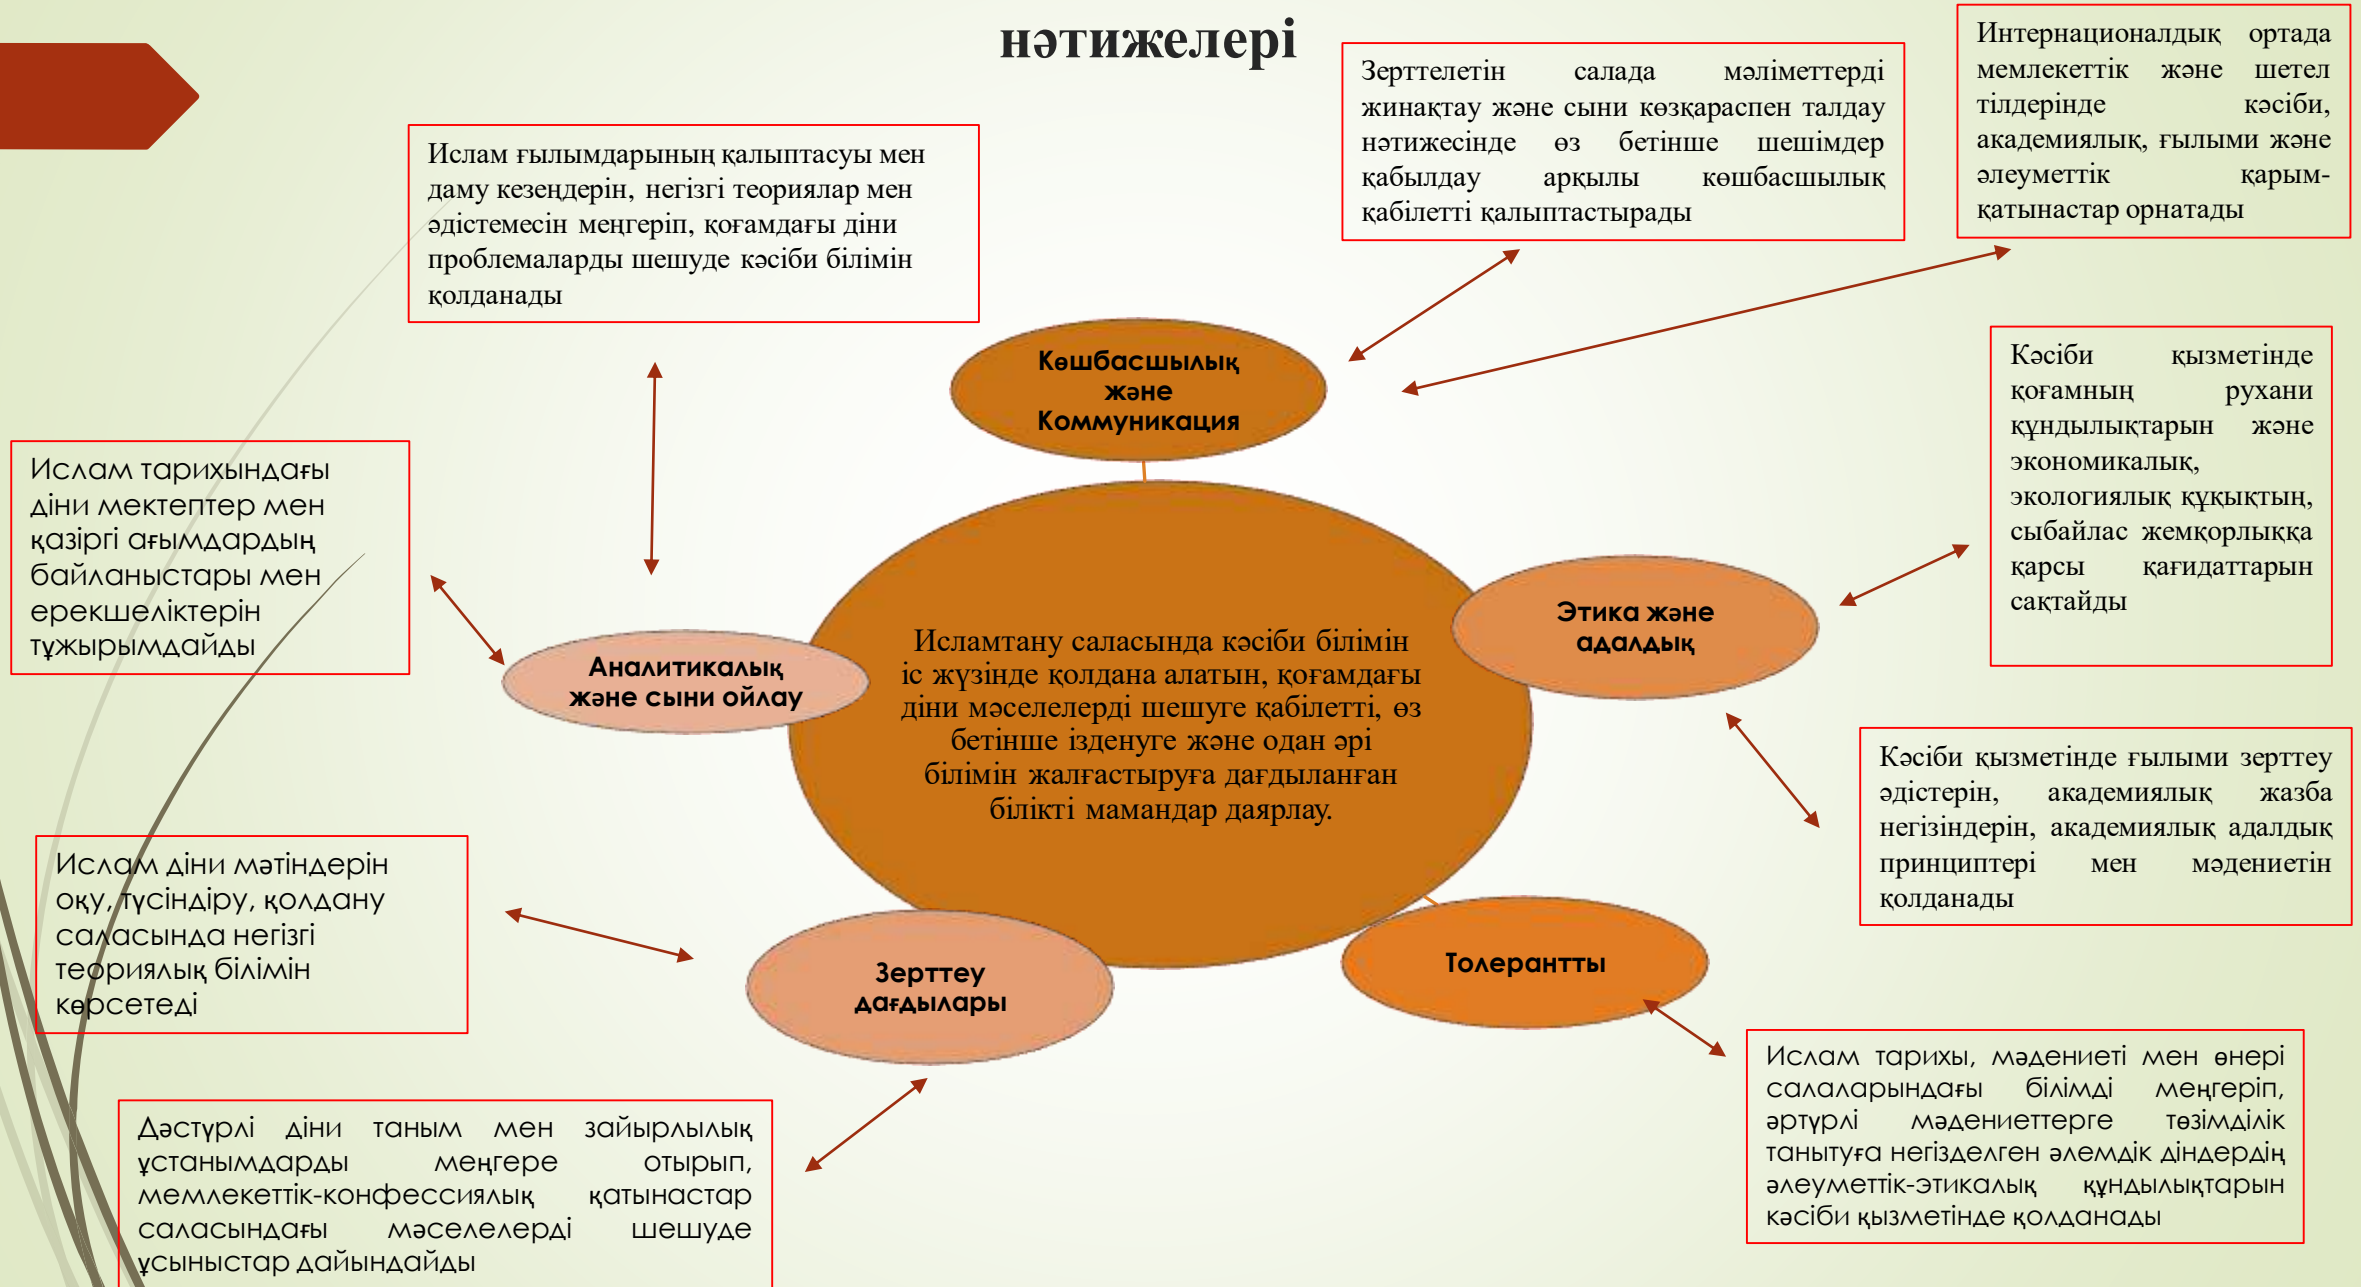 нәтижелері
Ислам ғылымдарының қалыптасуы мен
даму кезеңдерін, негізгі теориялар мен
әдістемесін меңгеріп, қоғамдағы діни
проблемаларды шешуде кәсіби білімін
қолданады
Зерттелетін салада мәліметтерді
жинақтау және сыни көзқараспен талдау
нәтижесінде өз бетінше шешімдер
қабылдау арқылы көшбасшылық
қабілетті қалыптастырады
Интернационалдық ортада
мемлекеттік және шетел
тілдерінде кәсіби,
академиялық, ғылыми және
әлеуметтік қарым-
қатынастар орнатады
Көшбасшылық
және
Коммуникация
Кәсіби қызметінде
қоғамның рухани
құндылықтарын және
экономикалық,
экологиялық құқықтың,
сыбайлас жемқорлыққа
қарсы қағидаттарын
сақтайды
Ислам тарихындағы
діни мектептер мен
қазіргі ағымдардың
байланыстары мен
ерекшеліктерін
тұжырымдайды
Аналитикалық
және сыни ойлау
Исламтану саласында кәсіби білімін
іс жүзінде қолдана алатын, қоғамдағы
діни мәселелерді шешуге қабілетті, өз
бетінше ізденуге және одан әрі
білімін жалғастыруға дағдыланған
білікті мамандар даярлау.
Этика және
адалдық
Кәсіби қызметінде ғылыми зерттеу
әдістерін, академиялық жазба
негізіндерін, академиялық адалдық
принциптері мен мәдениетін
қолданады
Ислам діни мәтіндерін
оқу, түсіндіру, қолдану
саласында негізгі
теориялық білімін
көрсетеді
Зерттеу
дағдылары
Толерантты
Дәстүрлі діни таным мен зайырлылық
ұстанымдарды меңгере отырып,
мемлекеттік-конфессиялық қатынастар
саласындағы мәселелерді шешуде
ұсыныстар дайындайды
Ислам тарихы, мәдениеті мен өнері
салаларындағы білімді меңгеріп,
әртүрлі мәдениеттерге төзімділік
танытуға негізделген әлемдік діндердің
әлеуметтік-этикалық құндылықтарын
кәсіби қызметінде қолданады